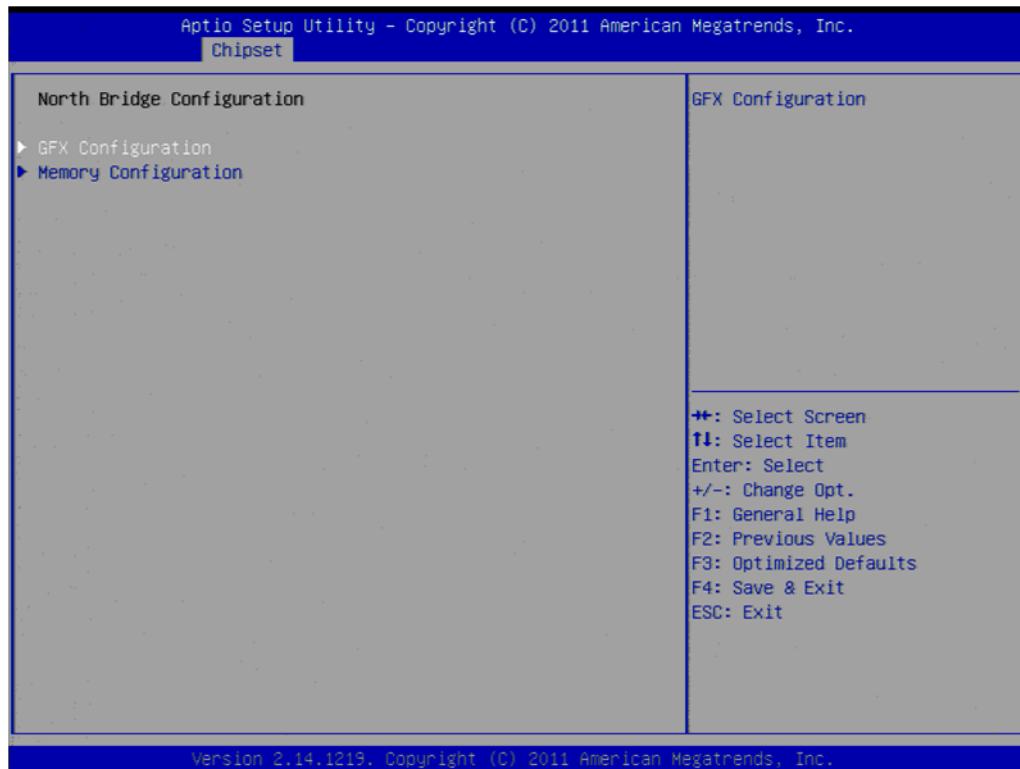 Aptio Setup Utility – Copyright (C) 2011 American Megatrends, Inc.
Chipset
North Bridge Configuration
GFX Configuration
Memory Configuration
GFX Configuration
→←: Select Screen
↑↓: Select Item
Enter: Select
+/-: Change Opt.
F1: General Help
F2: Previous Values
F3: Optimized Defaults
F4: Save & Exit
ESC: Exit
Version 2.14.1219. Copyright (C) 2011 American Megatrends, Inc.